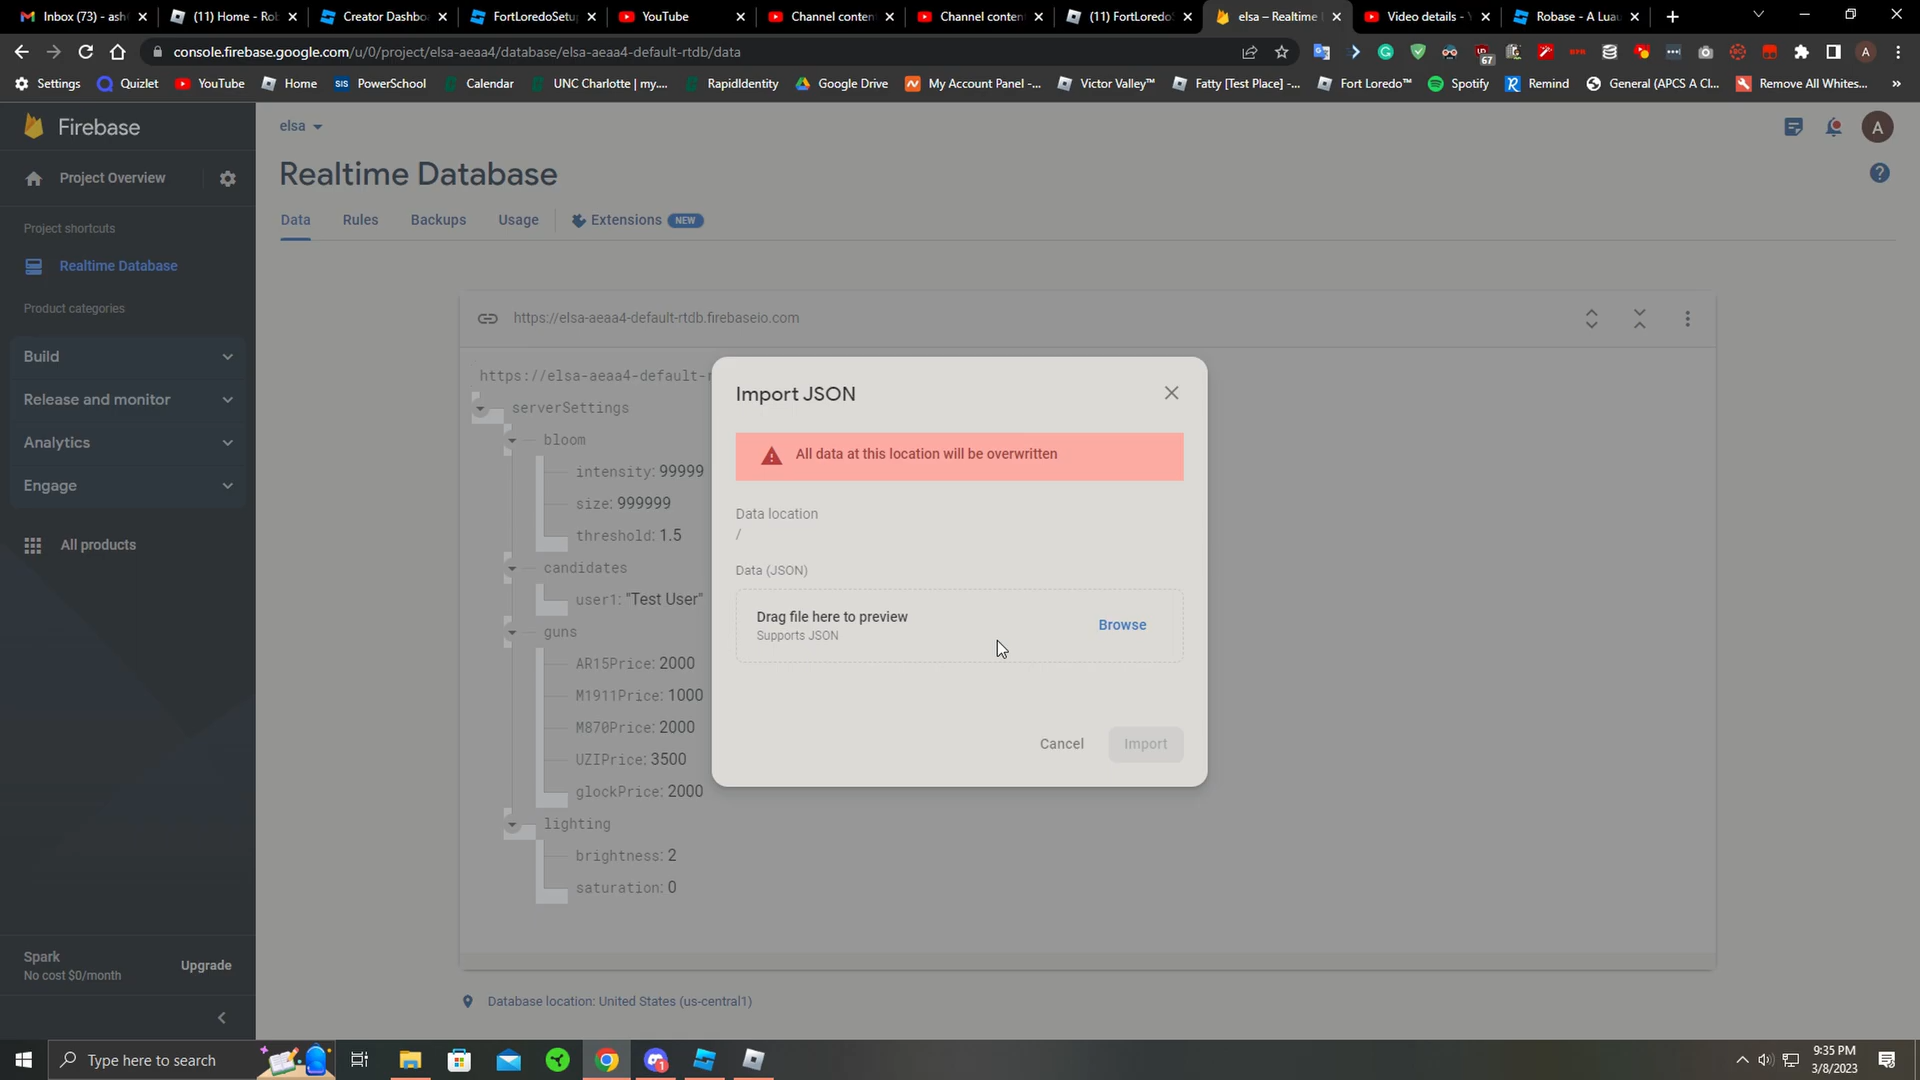 Inbox (73) - ash
(11) Home - Rob
Creator Dashbo
FortLoredoSetu
YouTube
Channel conten
Channel conten
(11) FortLoredo
elsa – Realtime
Video details -
Robase - A Luau
console.firebase.google.com/u/0/project/elsa-aeaa4/database/elsa-aeaa4-default-rtdb/data
67
A
Settings
Quizlet
YouTube
Home
SIS
PowerSchool
Calendar
UNC Charlotte | my....
RapidIdentity
Google Drive
My Account Panel -...
Victor Valley™
Fatty [Test Place] -...
Fort Loredo™
Spotify
Remind
General (APCS A Cl...
Remove All Whites...
»
Firebase
elsa
A
Project Overview
Realtime Database
Data
Rules
Backups
Usage
Extensions
NEW
Project shortcuts
Realtime Database
Product categories
Build
Release and monitor
Analytics
Engage
All products
https://elsa-aeaa4-default-rtdb.firebaseio.com
https://elsa-aeaa4-default-r
serverSettings
bloom
intensity: 99999
size: 999999
threshold: 1.5
candidates
user1: "Test User"
guns
AR15Price: 2000
M1911Price: 1000
M870Price: 2000
UZIPrice: 3500
glockPrice: 2000
lighting
brightness: 2
saturation: 0
Import JSON
All data at this location will be overwritten
Data location
/
Data (JSON)
Drag file here to preview
Supports JSON
Browse
Cancel
Import
Spark
No cost $0/month
Upgrade
Database location: United States (us-central1)
Type here to search
1
9:35 PM
3/8/2023